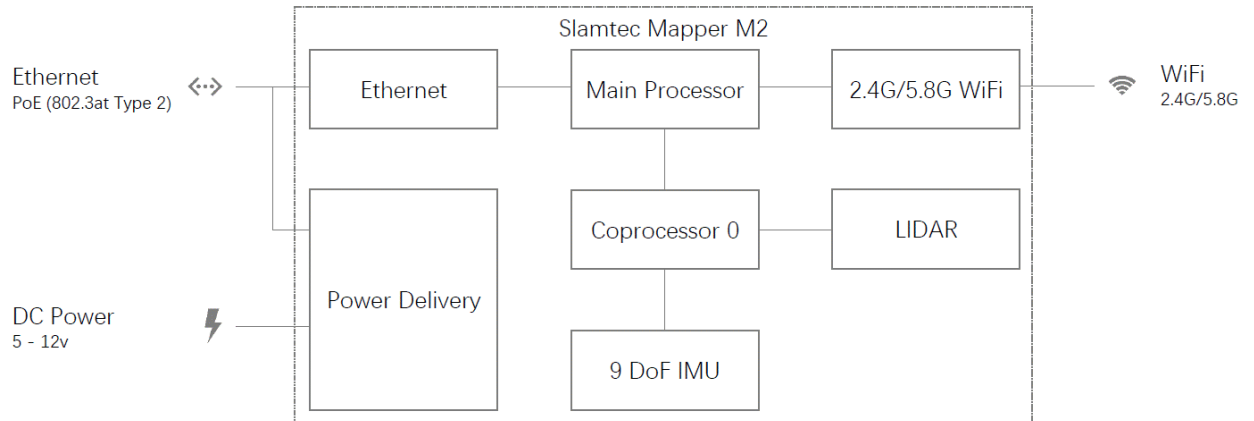 Slamtec Mapper M2
Ethernet
PoE (802.3at Type 2)
Ethernet
Main Processor
2.4G/5.8G WiFi
WiFi
2.4G/5.8G
Coprocessor 0
LIDAR
Power Delivery
DC Power
5 - 12v
9 DoF IMU